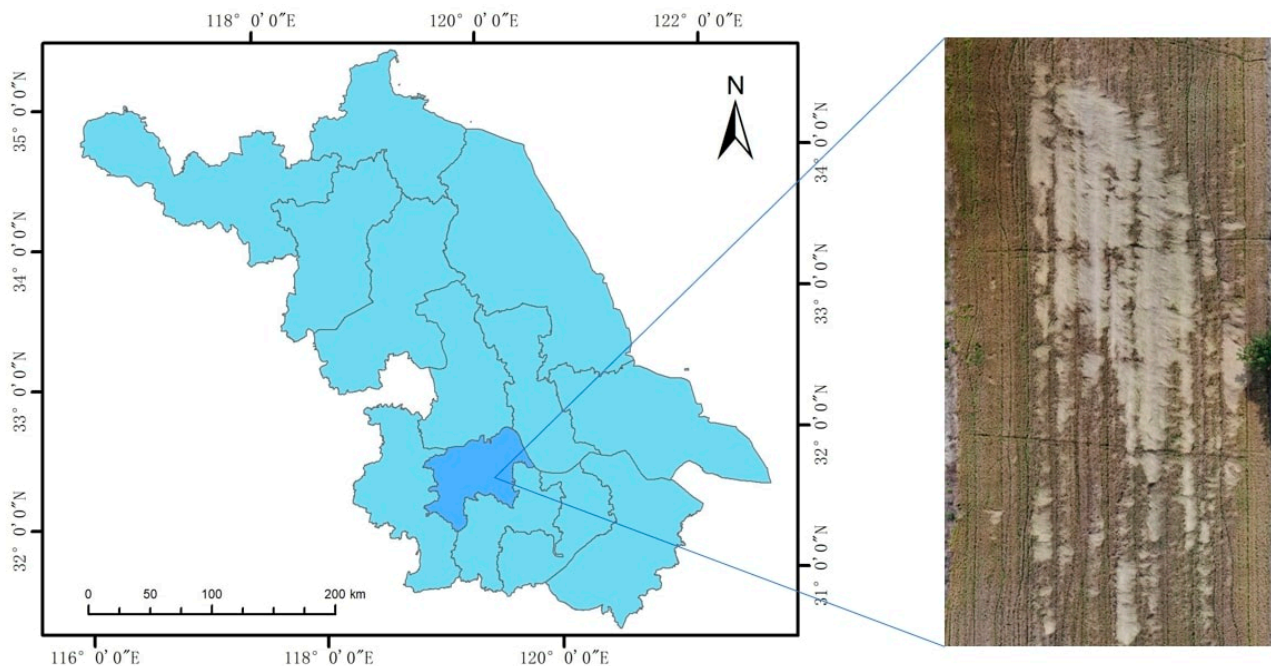 118° 0′0″E
120° 0′0″E
122° 0′0″E
N
35° 0′0″N
34° 0′0″N
33° 0′0″N
32° 0′0″N
34° 0′0″N
33° 0′0″N
32° 0′0″N
31° 0′0″N
0 50 100 200 km
116° 0′0″E
118° 0′0″E
120° 0′0″E